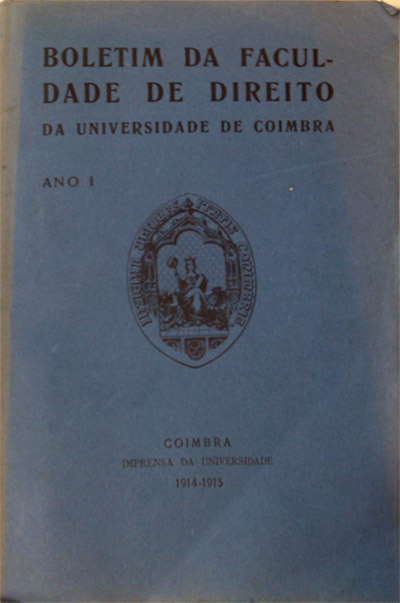 BOLETIM DA FACUL-
DADE DE DIREITO
DA UNIVERSIDADE DE COIMBRA
ANO I
COIMBRA
IMPRENSA DA UNIVERSIDADE
1914-1915